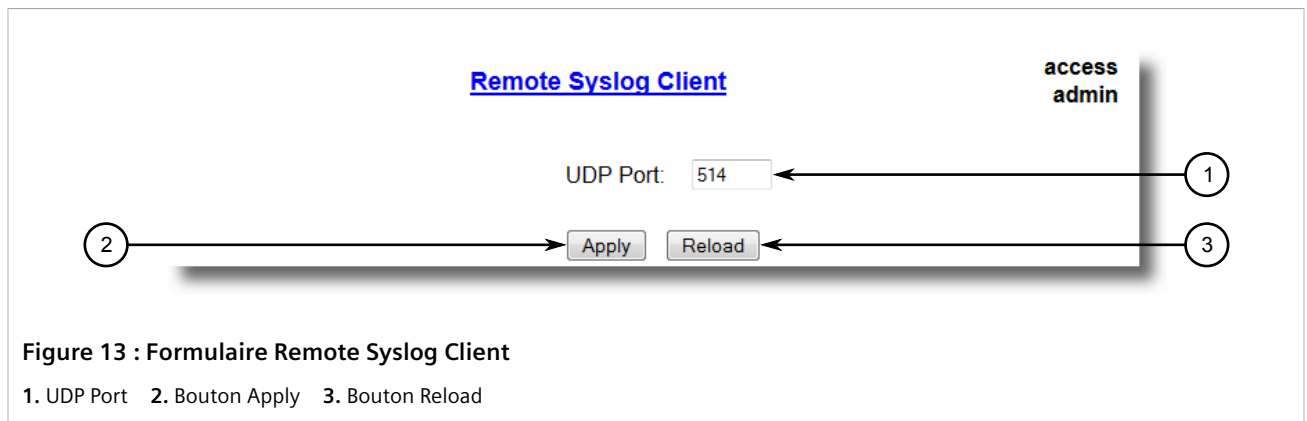 Remote Syslog Client
access
admin
UDP Port: 514
1
2
Apply Reload
3
Figure 13 : Formulaire Remote Syslog Client
1. UDP Port 2. Bouton Apply 3. Bouton Reload